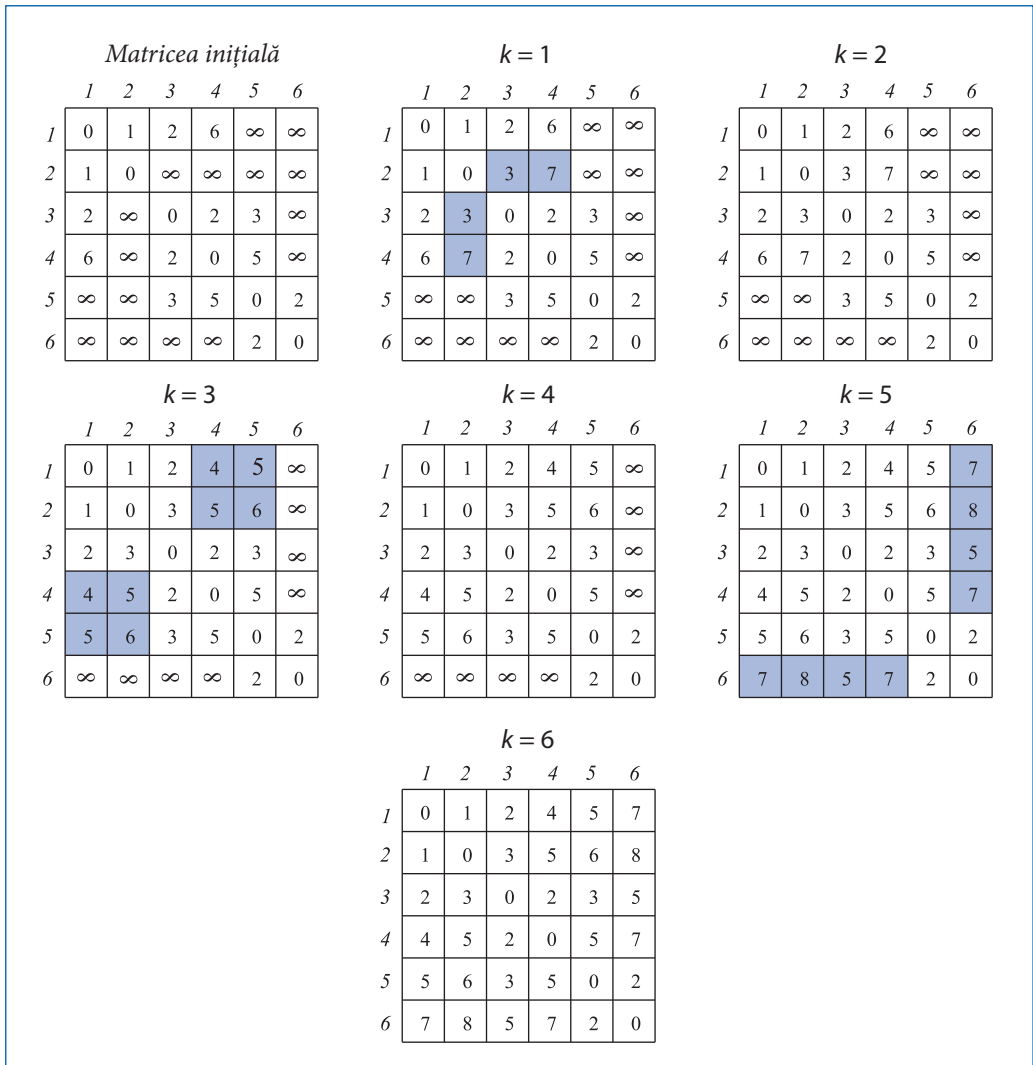 Matricea inițială
1 2 3 4 5 6
1 0 1 2 6 ∞ ∞
2 1 0 ∞ ∞ ∞ ∞
3 2 ∞ 0 2 3 ∞
4 6 ∞ 2 0 5 ∞
5 ∞ ∞ 3 5 0 2
6 ∞ ∞ ∞ ∞ 2 0
k = 1
1 2 3 4 5 6
1 0 1 2 6 ∞ ∞
2 1 0 3 7 ∞ ∞
3 2 3 0 2 3 ∞
4 6 7 2 0 5 ∞
5 ∞ ∞ 3 5 0 2
6 ∞ ∞ ∞ ∞ 2 0
k = 2
1 2 3 4 5 6
1 0 1 2 6 ∞ ∞
2 1 0 3 7 ∞ ∞
3 2 3 0 2 3 ∞
4 6 7 2 0 5 ∞
5 ∞ ∞ 3 5 0 2
6 ∞ ∞ ∞ ∞ 2 0
k = 3
1 2 3 4 5 6
1 0 1 2 4 5 ∞
2 1 0 3 5 6 ∞
3 2 3 0 2 3 ∞
4 4 5 2 0 5 ∞
5 5 6 3 5 0 2
6 ∞ ∞ ∞ ∞ 2 0
k = 4
1 2 3 4 5 6
1 0 1 2 4 5 ∞
2 1 0 3 5 6 ∞
3 2 3 0 2 3 ∞
4 4 5 2 0 5 ∞
5 5 6 3 5 0 2
6 ∞ ∞ ∞ ∞ 2 0
k = 5
1 2 3 4 5 6
1 0 1 2 4 5 7
2 1 0 3 5 6 8
3 2 3 0 2 3 5
4 4 5 2 0 5 7
5 5 6 3 5 0 2
6 7 8 5 7 2 0
k = 6
1 2 3 4 5 6
1 0 1 2 4 5 7
2 1 0 3 5 6 8
3 2 3 0 2 3 5
4 4 5 2 0 5 7
5 5 6 3 5 0 2
6 7 8 5 7 2 0